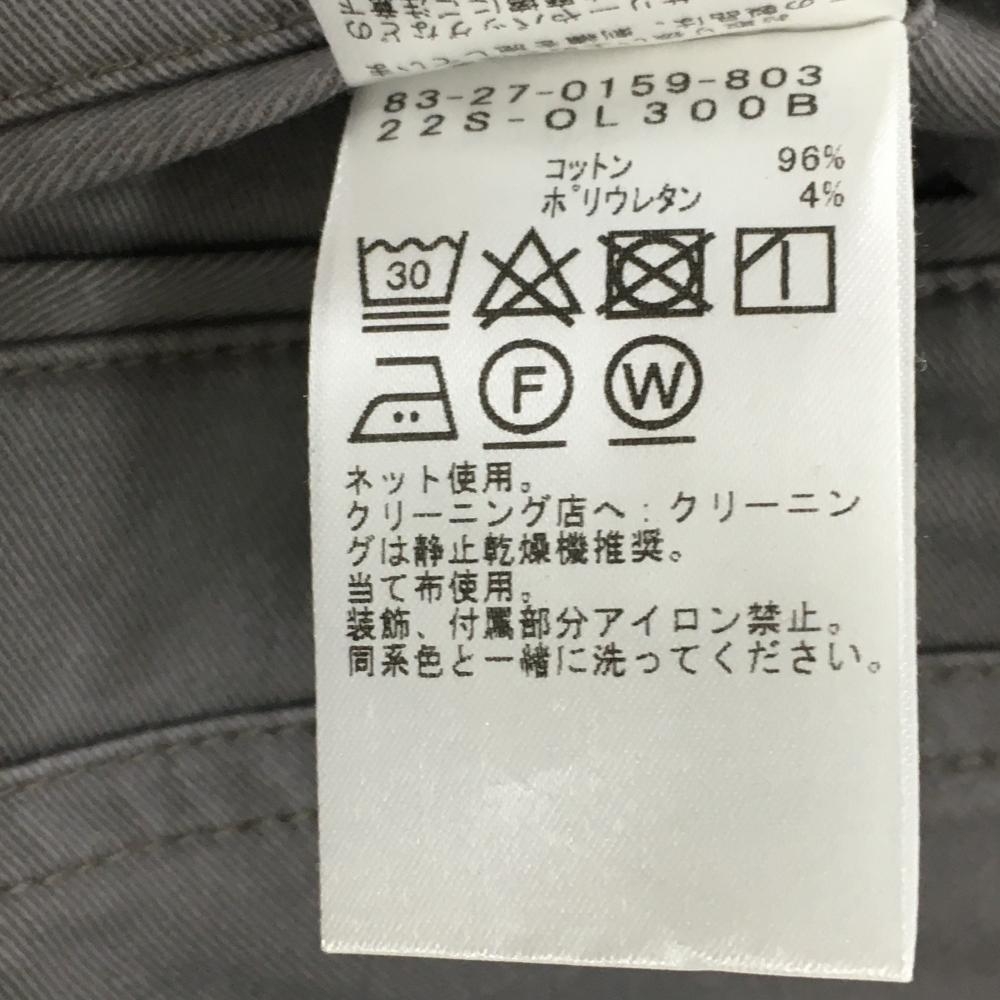 83-27-0159-803
22S-OL300B
コットン 96%
ポリウレタン 4%
30
F W
ネット使用。
クリーニング店へ:クリーニン
グは静止乾燥機推奨。
当て布使用。
装飾、付属部分アイロン禁止。
同系色と一緒に洗ってください。